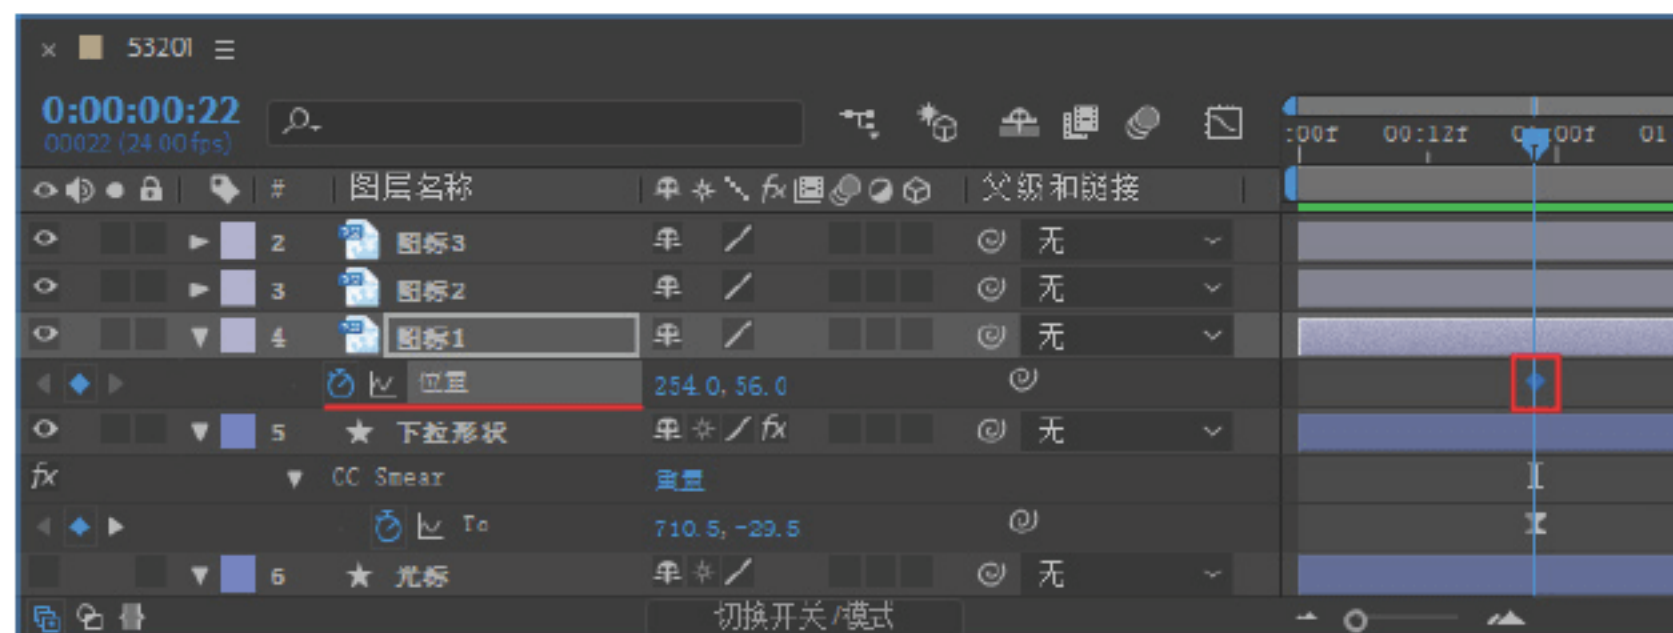 53201
0:00:00:22
00022 (24.00 fps)
:00f 00:12f 01:00f 01
# 图层名称 父级和链接
2 图标3 无
3 图标2 无
4 图标1 无
位置 254.0, 56.0
5 下拉形状 fx 无
fx CC Smear 重置
To 710.5, -29.5
6 光标 无
切换开关/模式